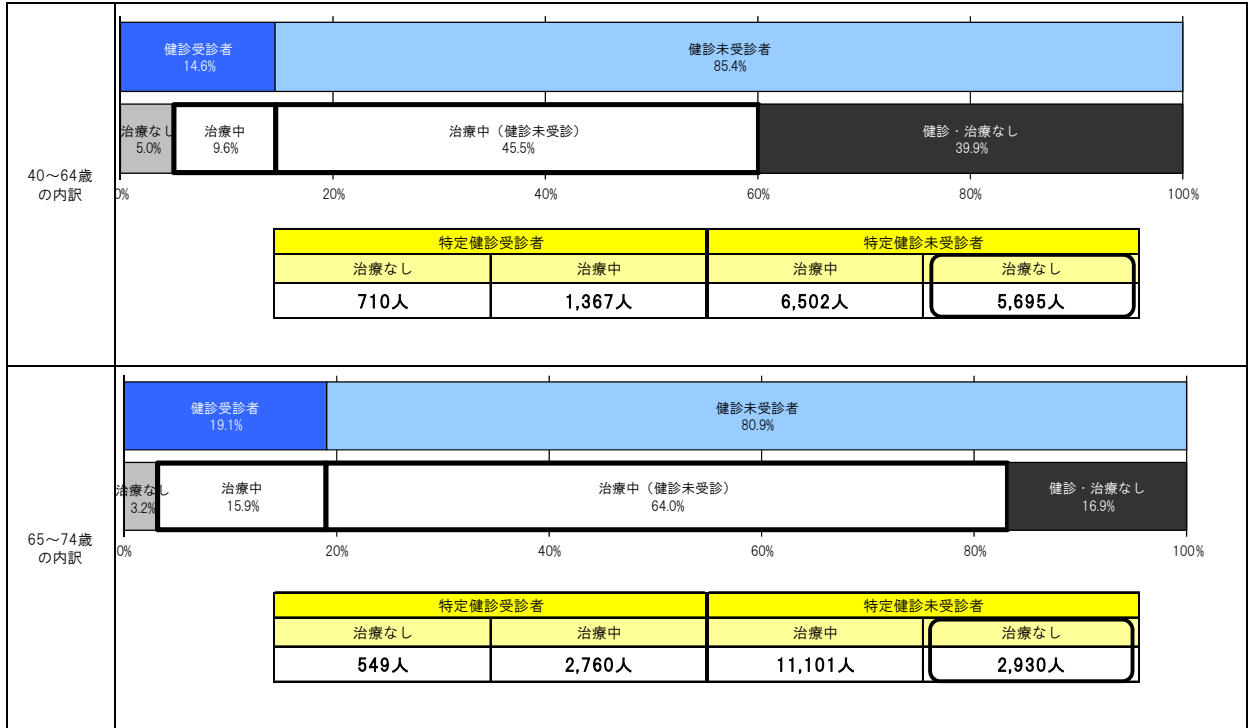 健診受診者
14.6%
健診未受診者
85.4%
治療なし
5.0%
治療中
9.6%
治療中（健診未受診）
45.5%
健診・治療なし
39.9%
40～64歳
の内訳
0% 20% 40% 60% 80% 100%
特定健診受診者 特定健診未受診者
治療なし 治療中 治療中 治療なし
710人 1,367人 6,502人 5,695人
健診受診者
19.1%
健診未受診者
80.9%
治療なし
3.2%
治療中
15.9%
治療中（健診未受診）
64.0%
健診・治療なし
16.9%
65～74歳
の内訳
0% 20% 40% 60% 80% 100%
特定健診受診者 特定健診未受診者
治療なし 治療中 治療中 治療なし
549人 2,760人 11,101人 2,930人